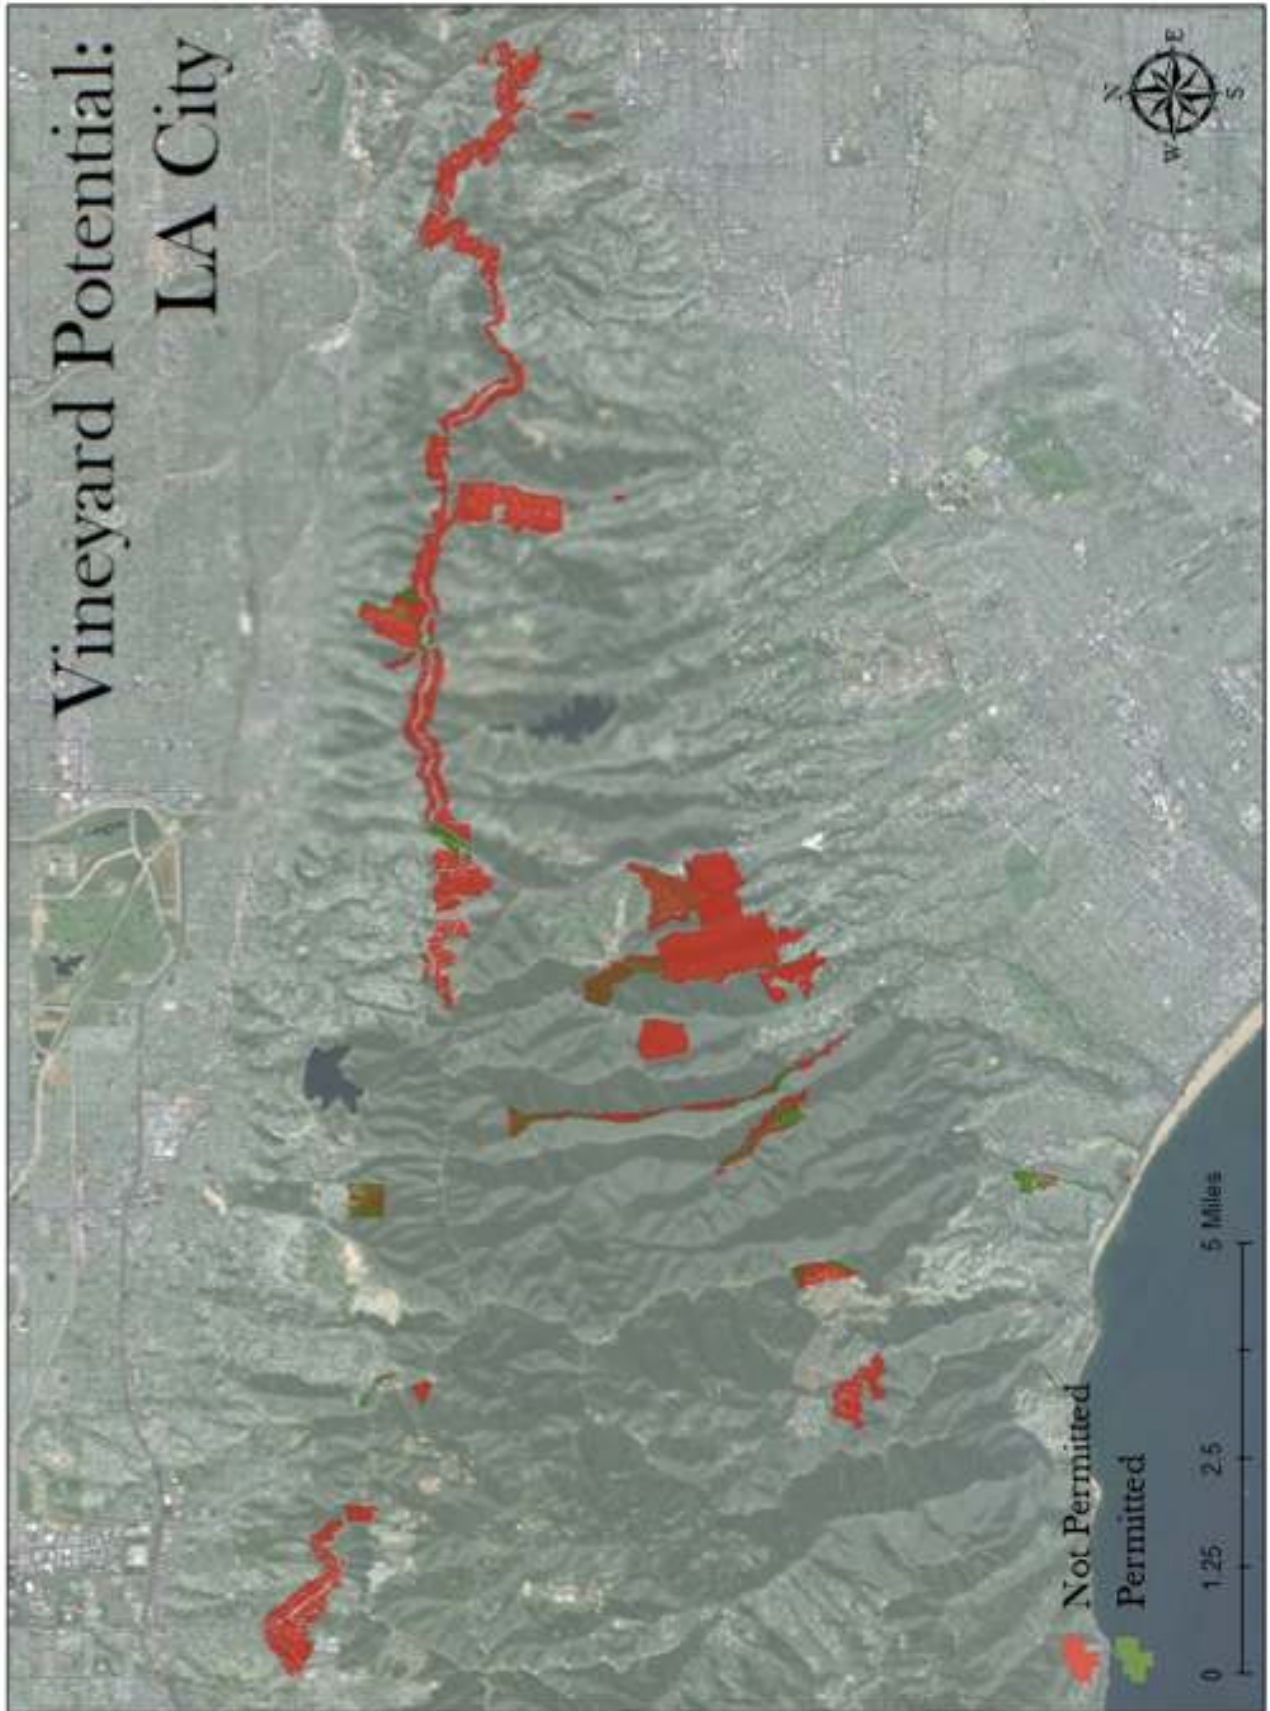 Vineyard Potential:
LA City
N
W
E
S
Not Permitted
Permitted
0
1.25
2.5
5 Miles